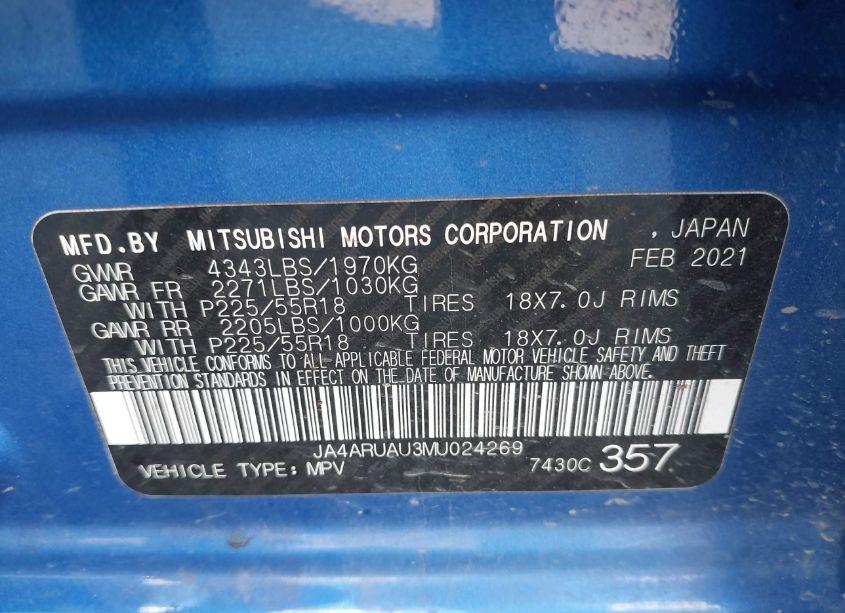 MFD.BY MITSUBISHI MOTORS CORPORATION , JAPAN
GVWR 4343LBS/1970KG FEB 2021
GAWR FR 2271LBS/1030KG
WITH P225/55R18 TIRES 18X7.0J RIMS
GAWR RR 2205LBS/1000KG
WITH P225/55R18 TIRES 18X7.0J RIMS
THIS VEHICLE CONFORMS TO ALL APPLICABLE FEDERAL MOTOR VEHICLE SAFETY AND THEFT
PREVENTION STANDARDS IN EFFECT ON THE DATE OF MANUFACTURE SHOWN ABOVE.
JA4ARUAU3MU024269
VEHICLE TYPE: MPV 7430C 357